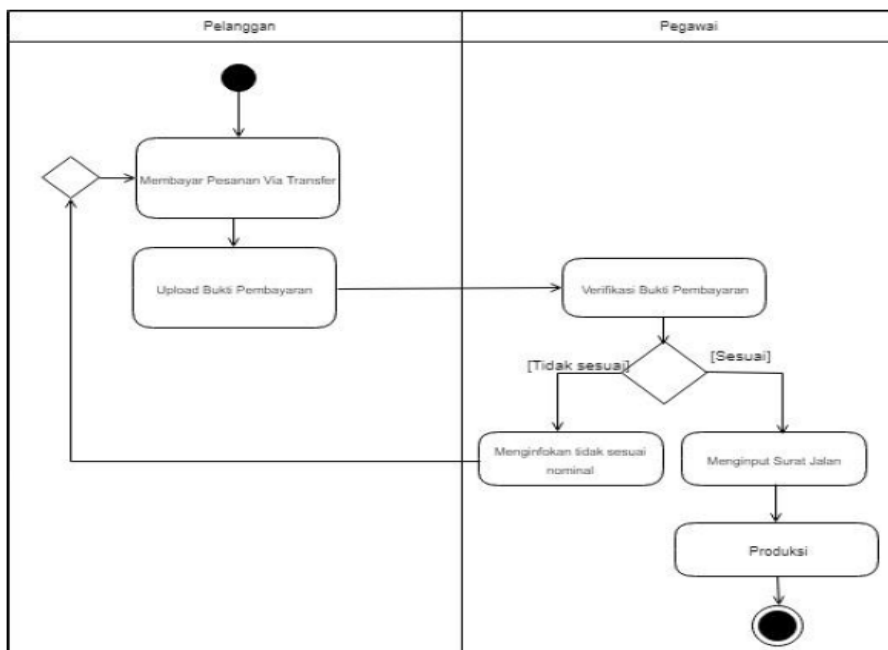 Pelanggan
Pegawai
Membayar Pesanan Via Transfer
Upload Bukti Pembayaran
Verifikasi Bukti Pembayaran
[Tidak sesuai]
[Sesuai]
Menginfokan tidak sesuai
nominal
Menginput Surat Jalan
Produksi